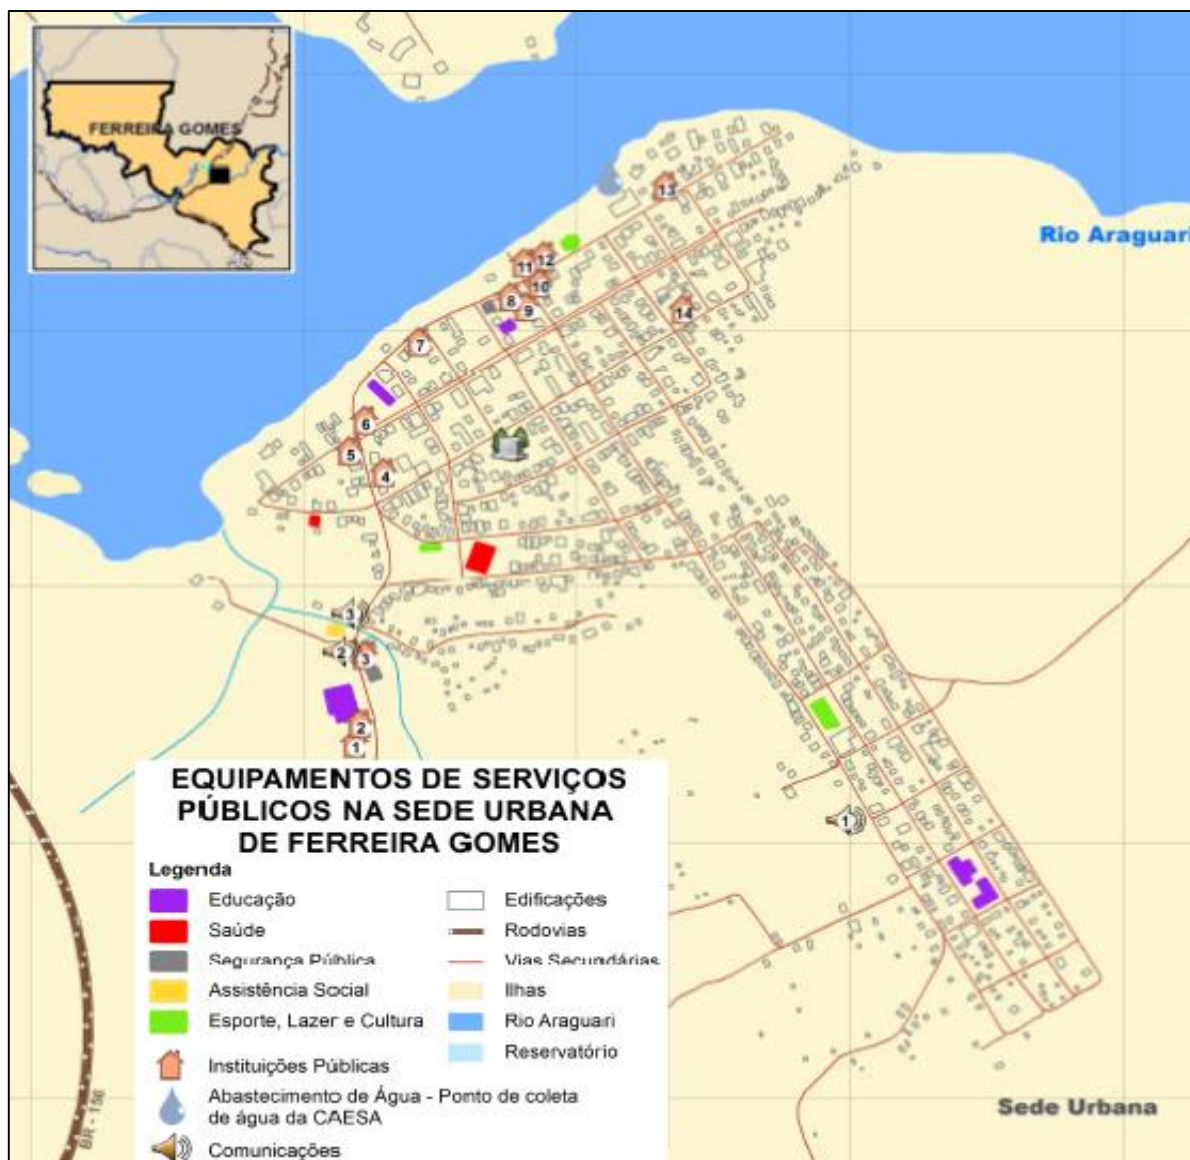 FERREIRA GOMES
Rio Araguari
13
11
12
10
8
9
14
7
6
5
4
3
2
3
2
1
1
EQUIPAMENTOS DE SERVIÇOS
PÚBLICOS NA SEDE URBANA
DE FERREIRA GOMES
Legenda
Educação
Saúde
Segurança Pública
Assistência Social
Esporte, Lazer e Cultura
Instituições Públicas
Abastecimento de Água - Ponto de coleta
de água da CAESA
Comunicações
Edificações
Rodovias
Vias Secundárias
Ilhas
Rio Araguari
Reservatório
BR - 156
Sede Urbana